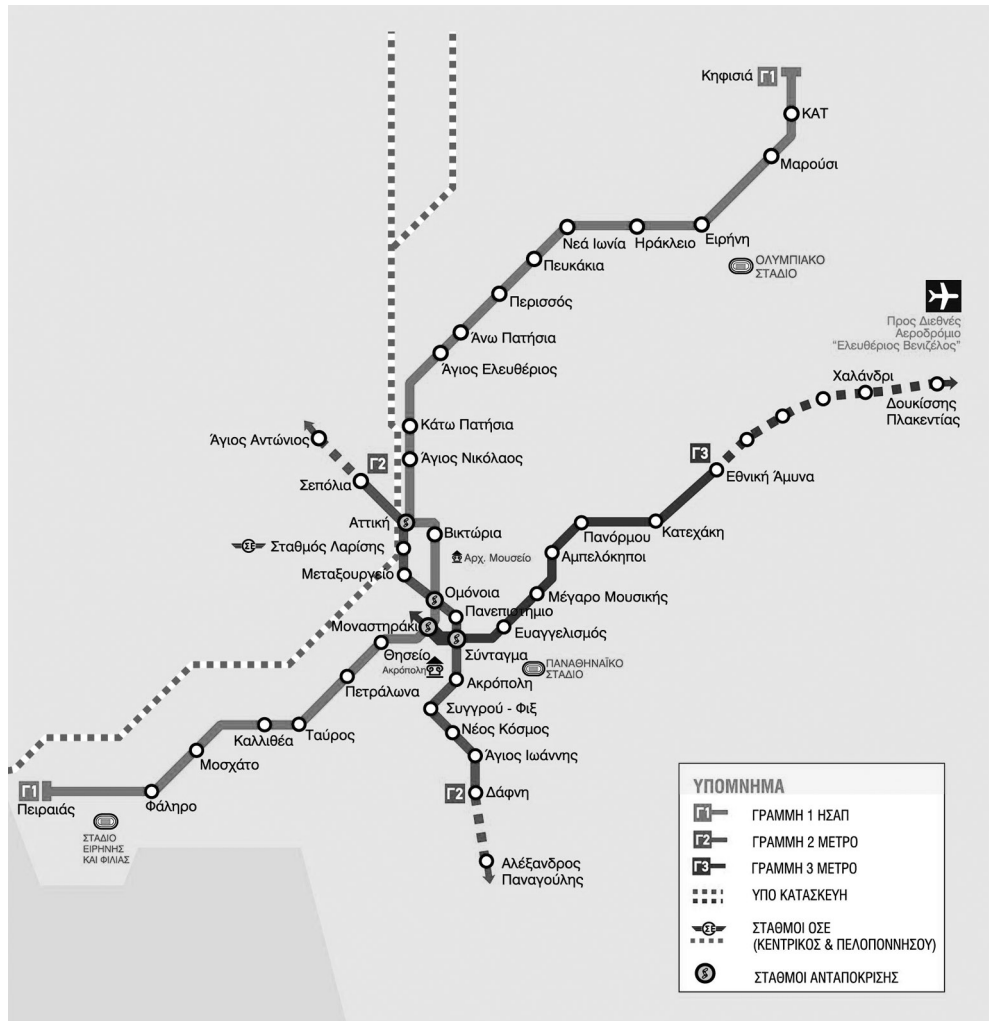 Κηφισιά Γ1
ΚΑΤ
Μαρούσι
Νεά Ιωνία
Ηράκλειο
Ειρήνη
Πευκάκια
ΟΛΥΜΠΙΑΚΟ
ΣΤΑΔΙΟ
Περισσός
Άνω Πατήσια
Άγιος Ελευθέριος
Προς Διεθνές
Αεροδρόμιο
"Ελευθέριος Βενιζέλος"
Χαλάνδρι
Δουκίσσης
Πλακεντίας
Κάτω Πατήσια
Άγιος Αντώνιος
Άγιος Νικόλαος
Γ2
Γ3
Σεπόλια
Εθνική Άμυνα
Αττική
Βικτώρια
Πανόρμου
Κατεχάκη
ΣΕ Σταθμός Λαρίσης
Αρχ. Μουσείο
Αμπελόκηποι
Μεταξουργείο
Ομόνοια
Μέγαρο Μουσικής
Πανεπιστήμιο
Μοναστηράκι
Ευαγγελισμός
Θησείο
Ακρόπολη
Σύνταγμα
ΠΑΝΑΘΗΝΑΪΚΟ
ΣΤΑΔΙΟ
Πετράλωνα
Ακρόπολη
Συγγρού - Φιξ
Ταύρος
Καλλιθέα
Νέος Κόσμος
Μοσχάτο
Άγιος Ιωάννης
Γ1
Πειραιάς
Φάληρο
Γ2
Δάφνη
ΣΤΑΔΙΟ
ΕΙΡΗΝΗΣ
ΚΑΙ ΦΙΛΙΑΣ
Αλέξανδρος
Παναγούλης
ΥΠΟΜΝΗΜΑ
Γ1 ΓΡΑΜΜΗ 1 ΗΣΑΠ
Γ2 ΓΡΑΜΜΗ 2 ΜΕΤΡΟ
Γ3 ΓΡΑΜΜΗ 3 ΜΕΤΡΟ
ΥΠΟ ΚΑΤΑΣΚΕΥΗ
ΣΕ ΣΤΑΘΜΟΙ ΟΣΕ
(ΚΕΝΤΡΙΚΟΣ & ΠΕΛΟΠΟΝΝΗΣΟΥ)
ΣΤΑΘΜΟΙ ΑΝΤΑΠΟΚΡΙΣΗΣ